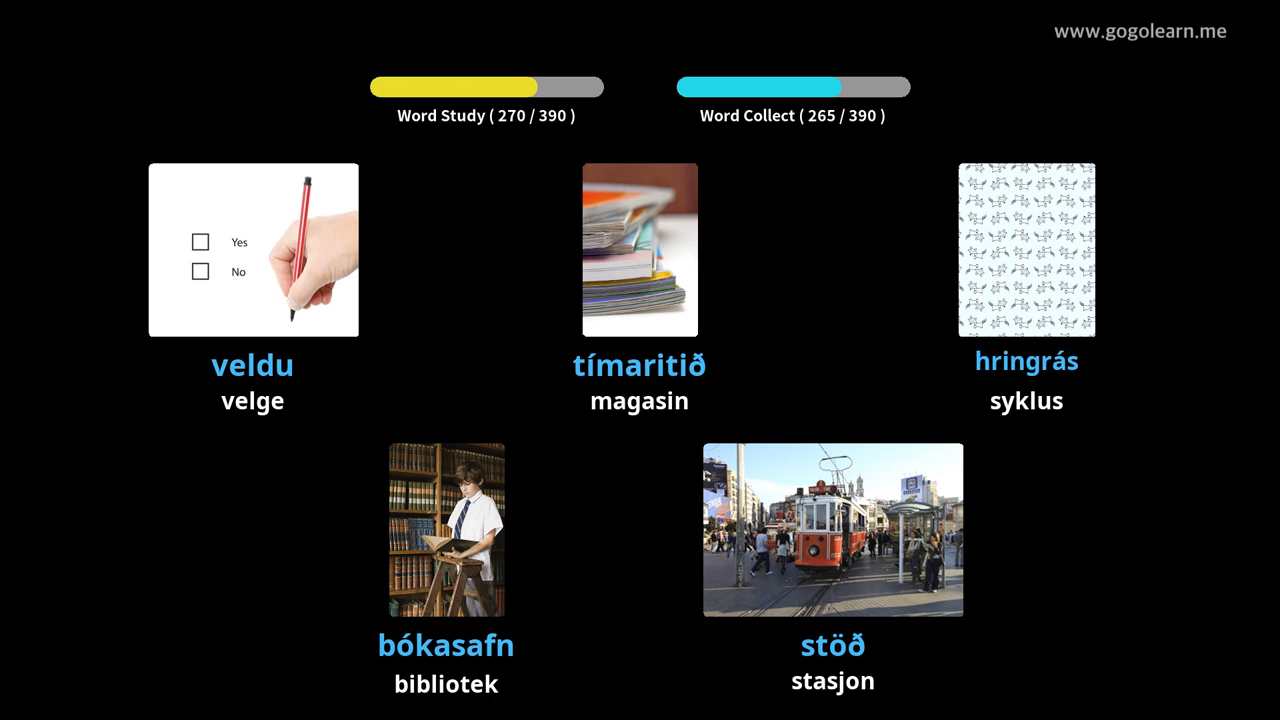 www.gogolearn.me
Word Study ( 270 / 390 )
Word Collect ( 265 / 390 )
Yes
No
veldu
velge
tímaritið
magasin
hringrás
syklus
bókasafn
bibliotek
stöð
stasjon